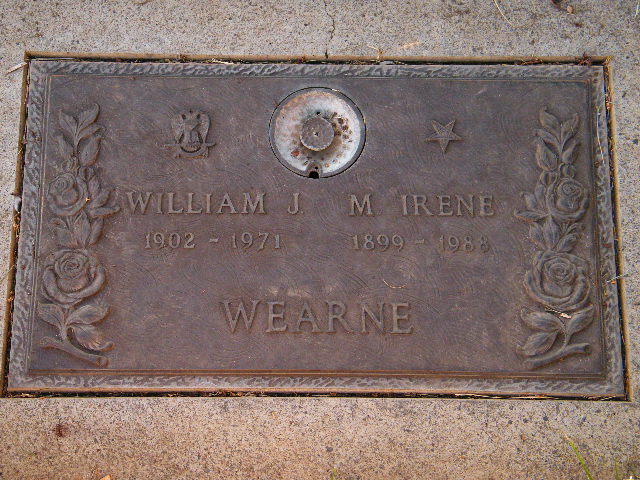 WILLIAM J. M. IRENE
1902 - 1971 1899 - 1988
WEARNE